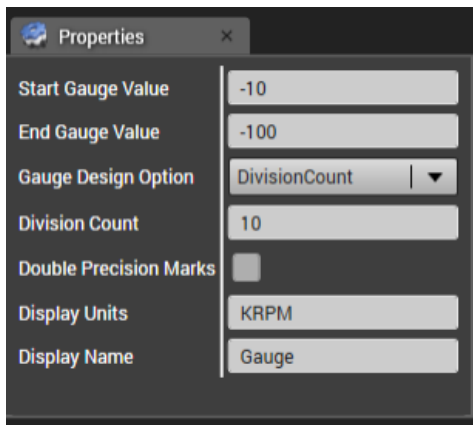 Properties ×
Start Gauge Value -10
End Gauge Value -100
Gauge Design Option DivisionCount
Division Count 10
Double Precision Marks
Display Units KRPM
Display Name Gauge